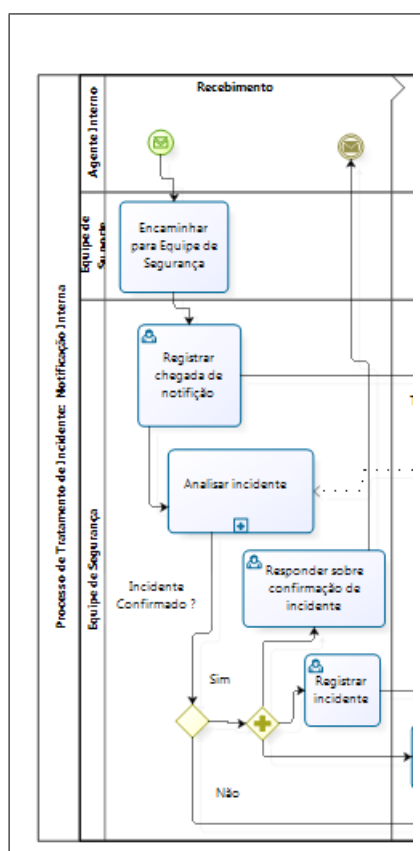 Processo de Tratamento de Incidente: Notificação Interna
Agente Interno
Recebimento
Equipe de
Suporte
Encaminhar
para Equipe de
Segurança
Equipe de Segurança
Registrar
chegada de
notifição
Analisar incidente
Incidente
Confirmado ?
Responder sobre
confirmação de
incidente
Sim
Registrar
incidente
Não